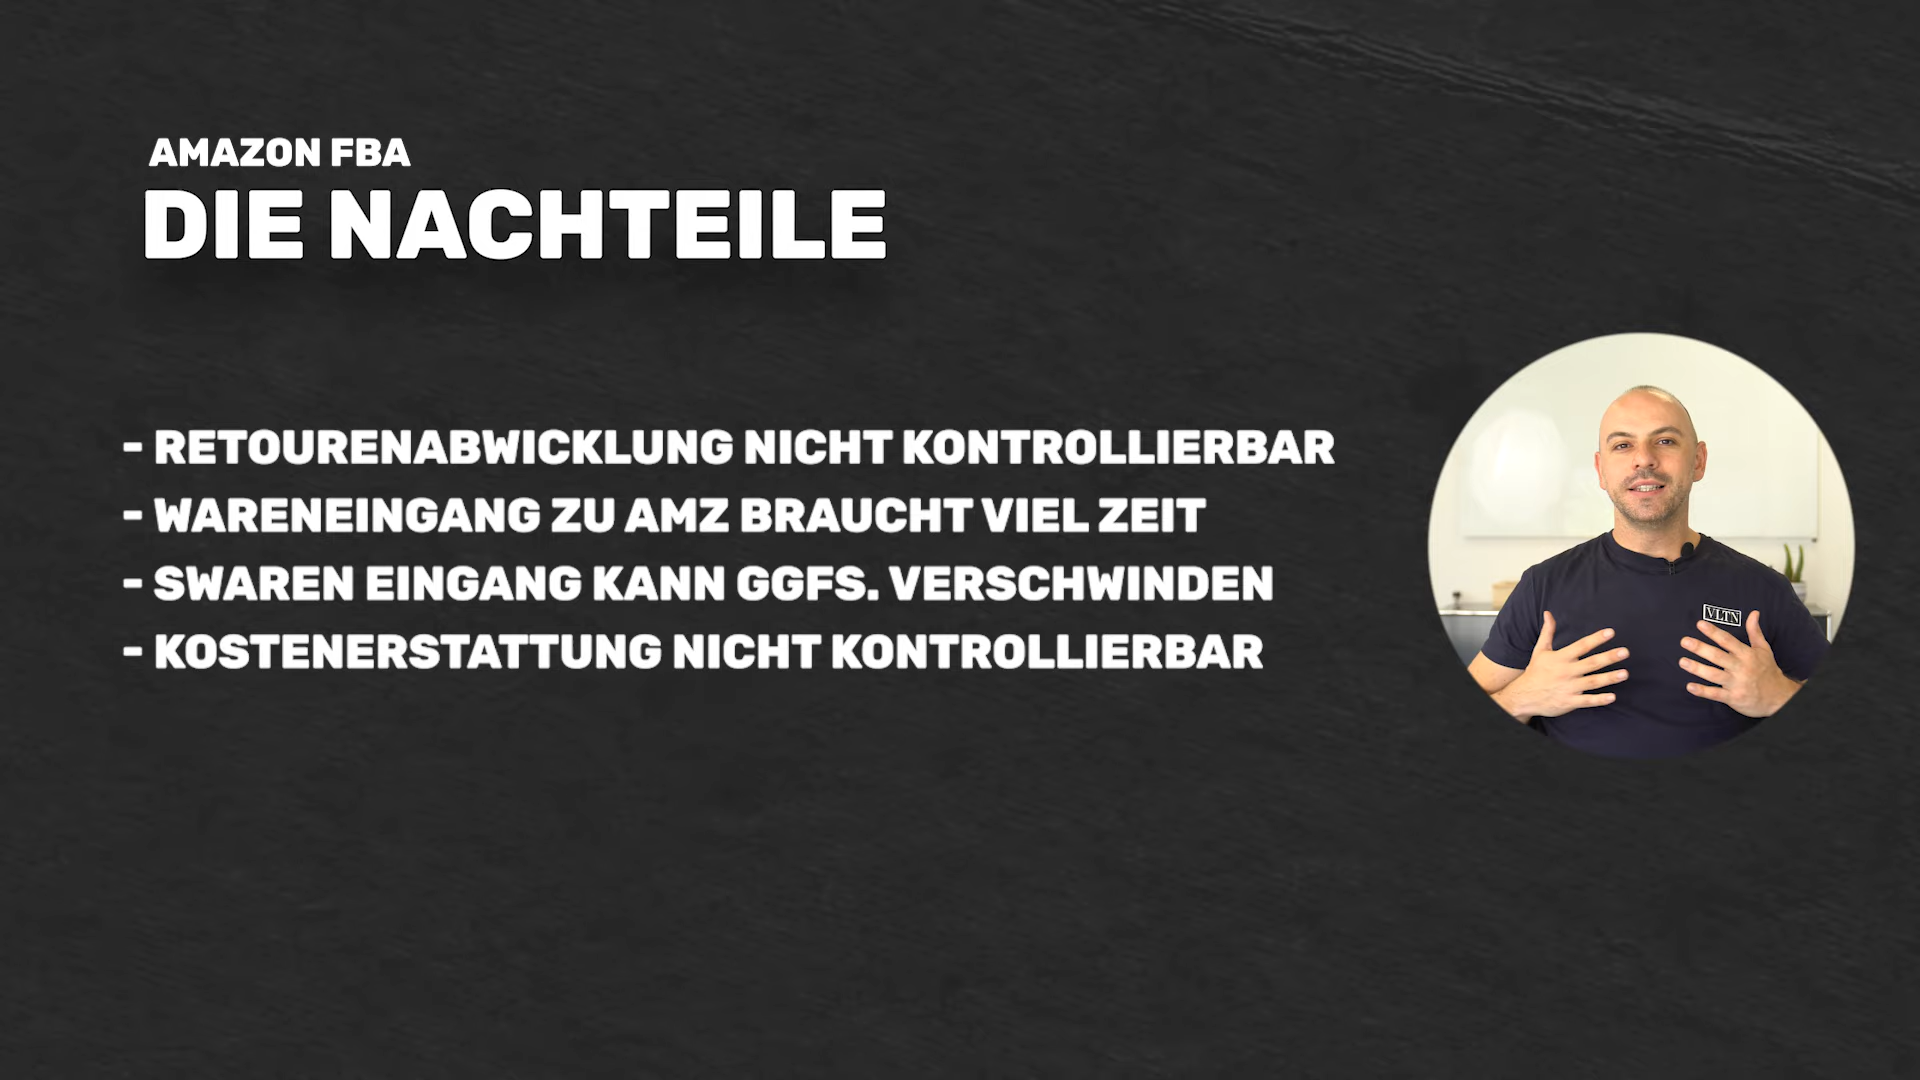 AMAZON FBA
DIE NACHTEILE
- RETOURENABWICKLUNG NICHT KONTROLLIERBAR
- WARENEINGANG ZU AMZ BRAUCHT VIEL ZEIT
- SWAREN EINGANG KANN GGFS. VERSCHWINDEN
- KOSTENERSTATTUNG NICHT KONTROLLIERBAR
VLTN